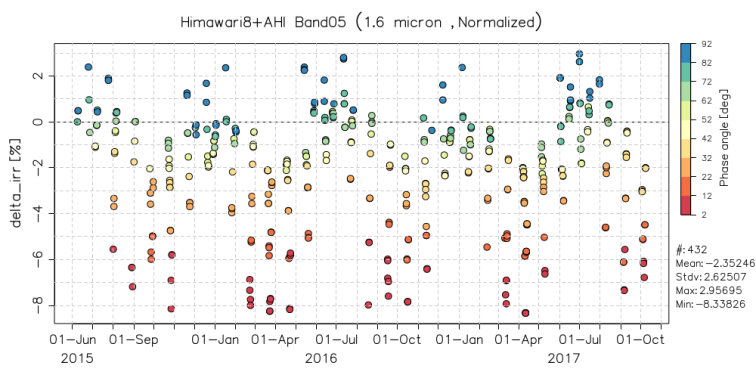 Himawari8+AHI Band05 (1.6 micron ,Normalized)
delta_irr [%]
2
0
−2
−4
−6
−8
01−Jun 01−Sep 01−Jan 01−Apr 01−Jul 01−Oct 01−Jan 01−Apr 01−Jul 01−Oct
2015 2016 2017
92
82
72
62
52
42
32
22
12
2
Phase angle [deg]
#: 432
Mean: −2.35246
Stdv: 2.62507
Max: 2.95695
Min: −8.33826